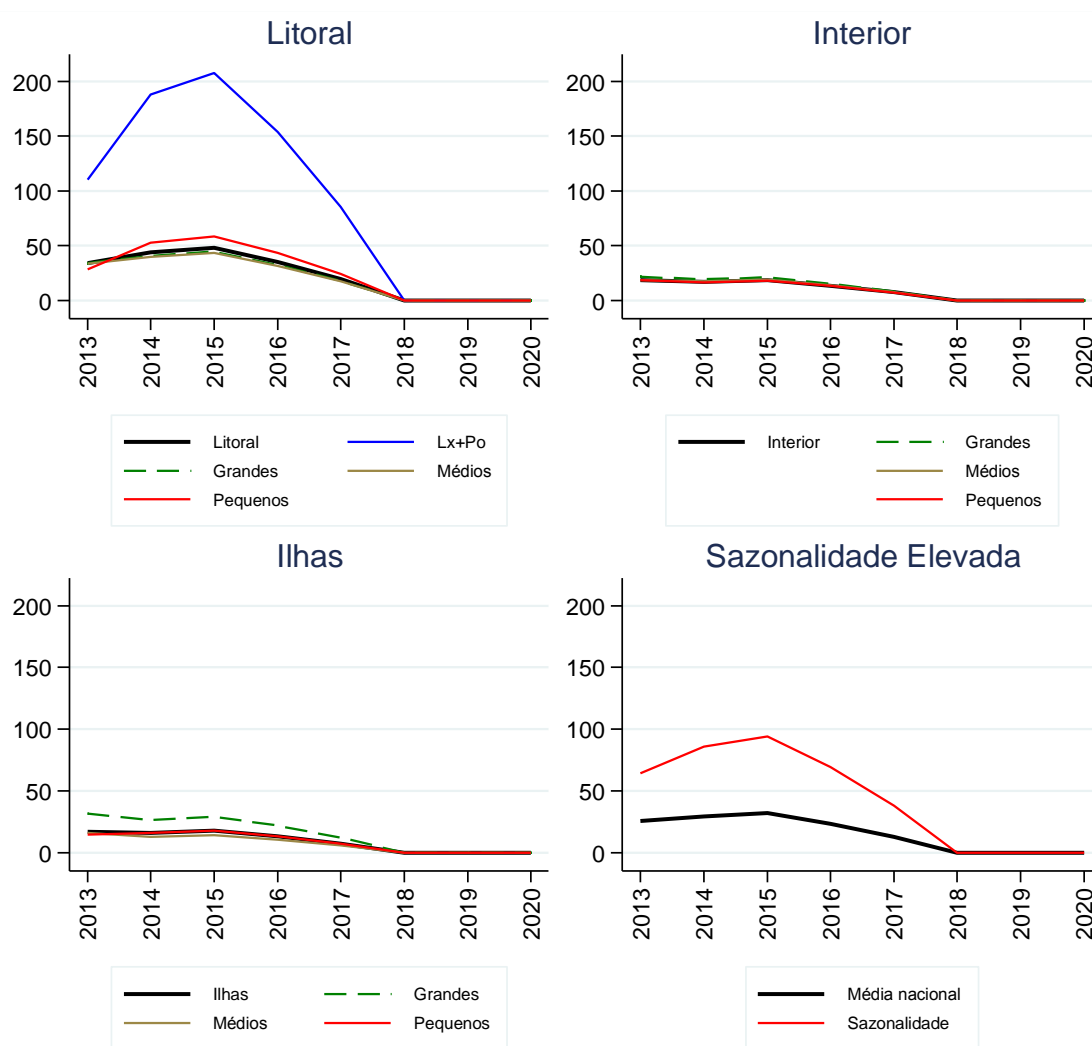 Litoral
200
150
100
50
0
2013
2014
2015
2016
2017
2018
2019
2020
Litoral
Lx+Po
Grandes
Médios
Pequenos
Interior
200
150
100
50
0
2013
2014
2015
2016
2017
2018
2019
2020
Interior
Grandes
Médios
Pequenos
Ilhas
200
150
100
50
0
2013
2014
2015
2016
2017
2018
2019
2020
Ilhas
Grandes
Médios
Pequenos
Sazonalidade Elevada
200
150
100
50
0
2013
2014
2015
2016
2017
2018
2019
2020
Média nacional
Sazonalidade